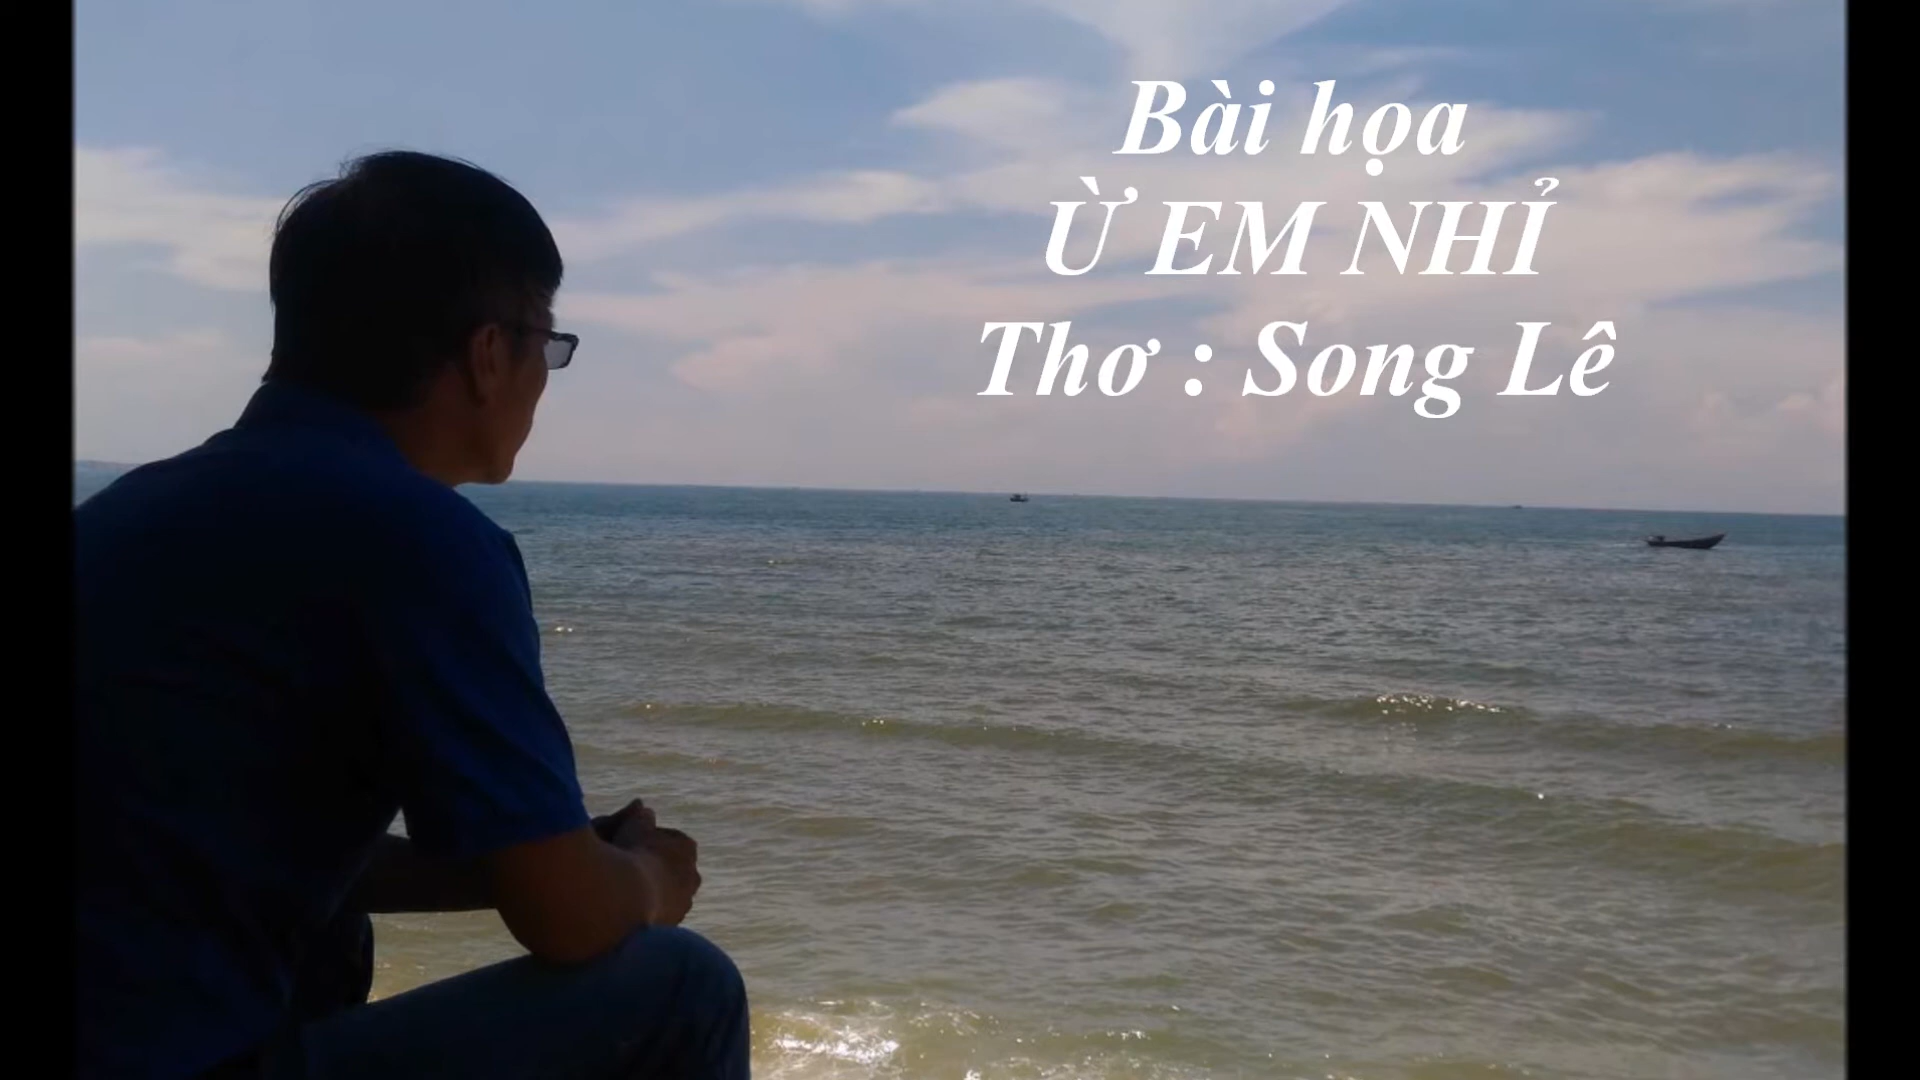 Bài họa
Ừ EM NHỈ
Thơ : Song Lê